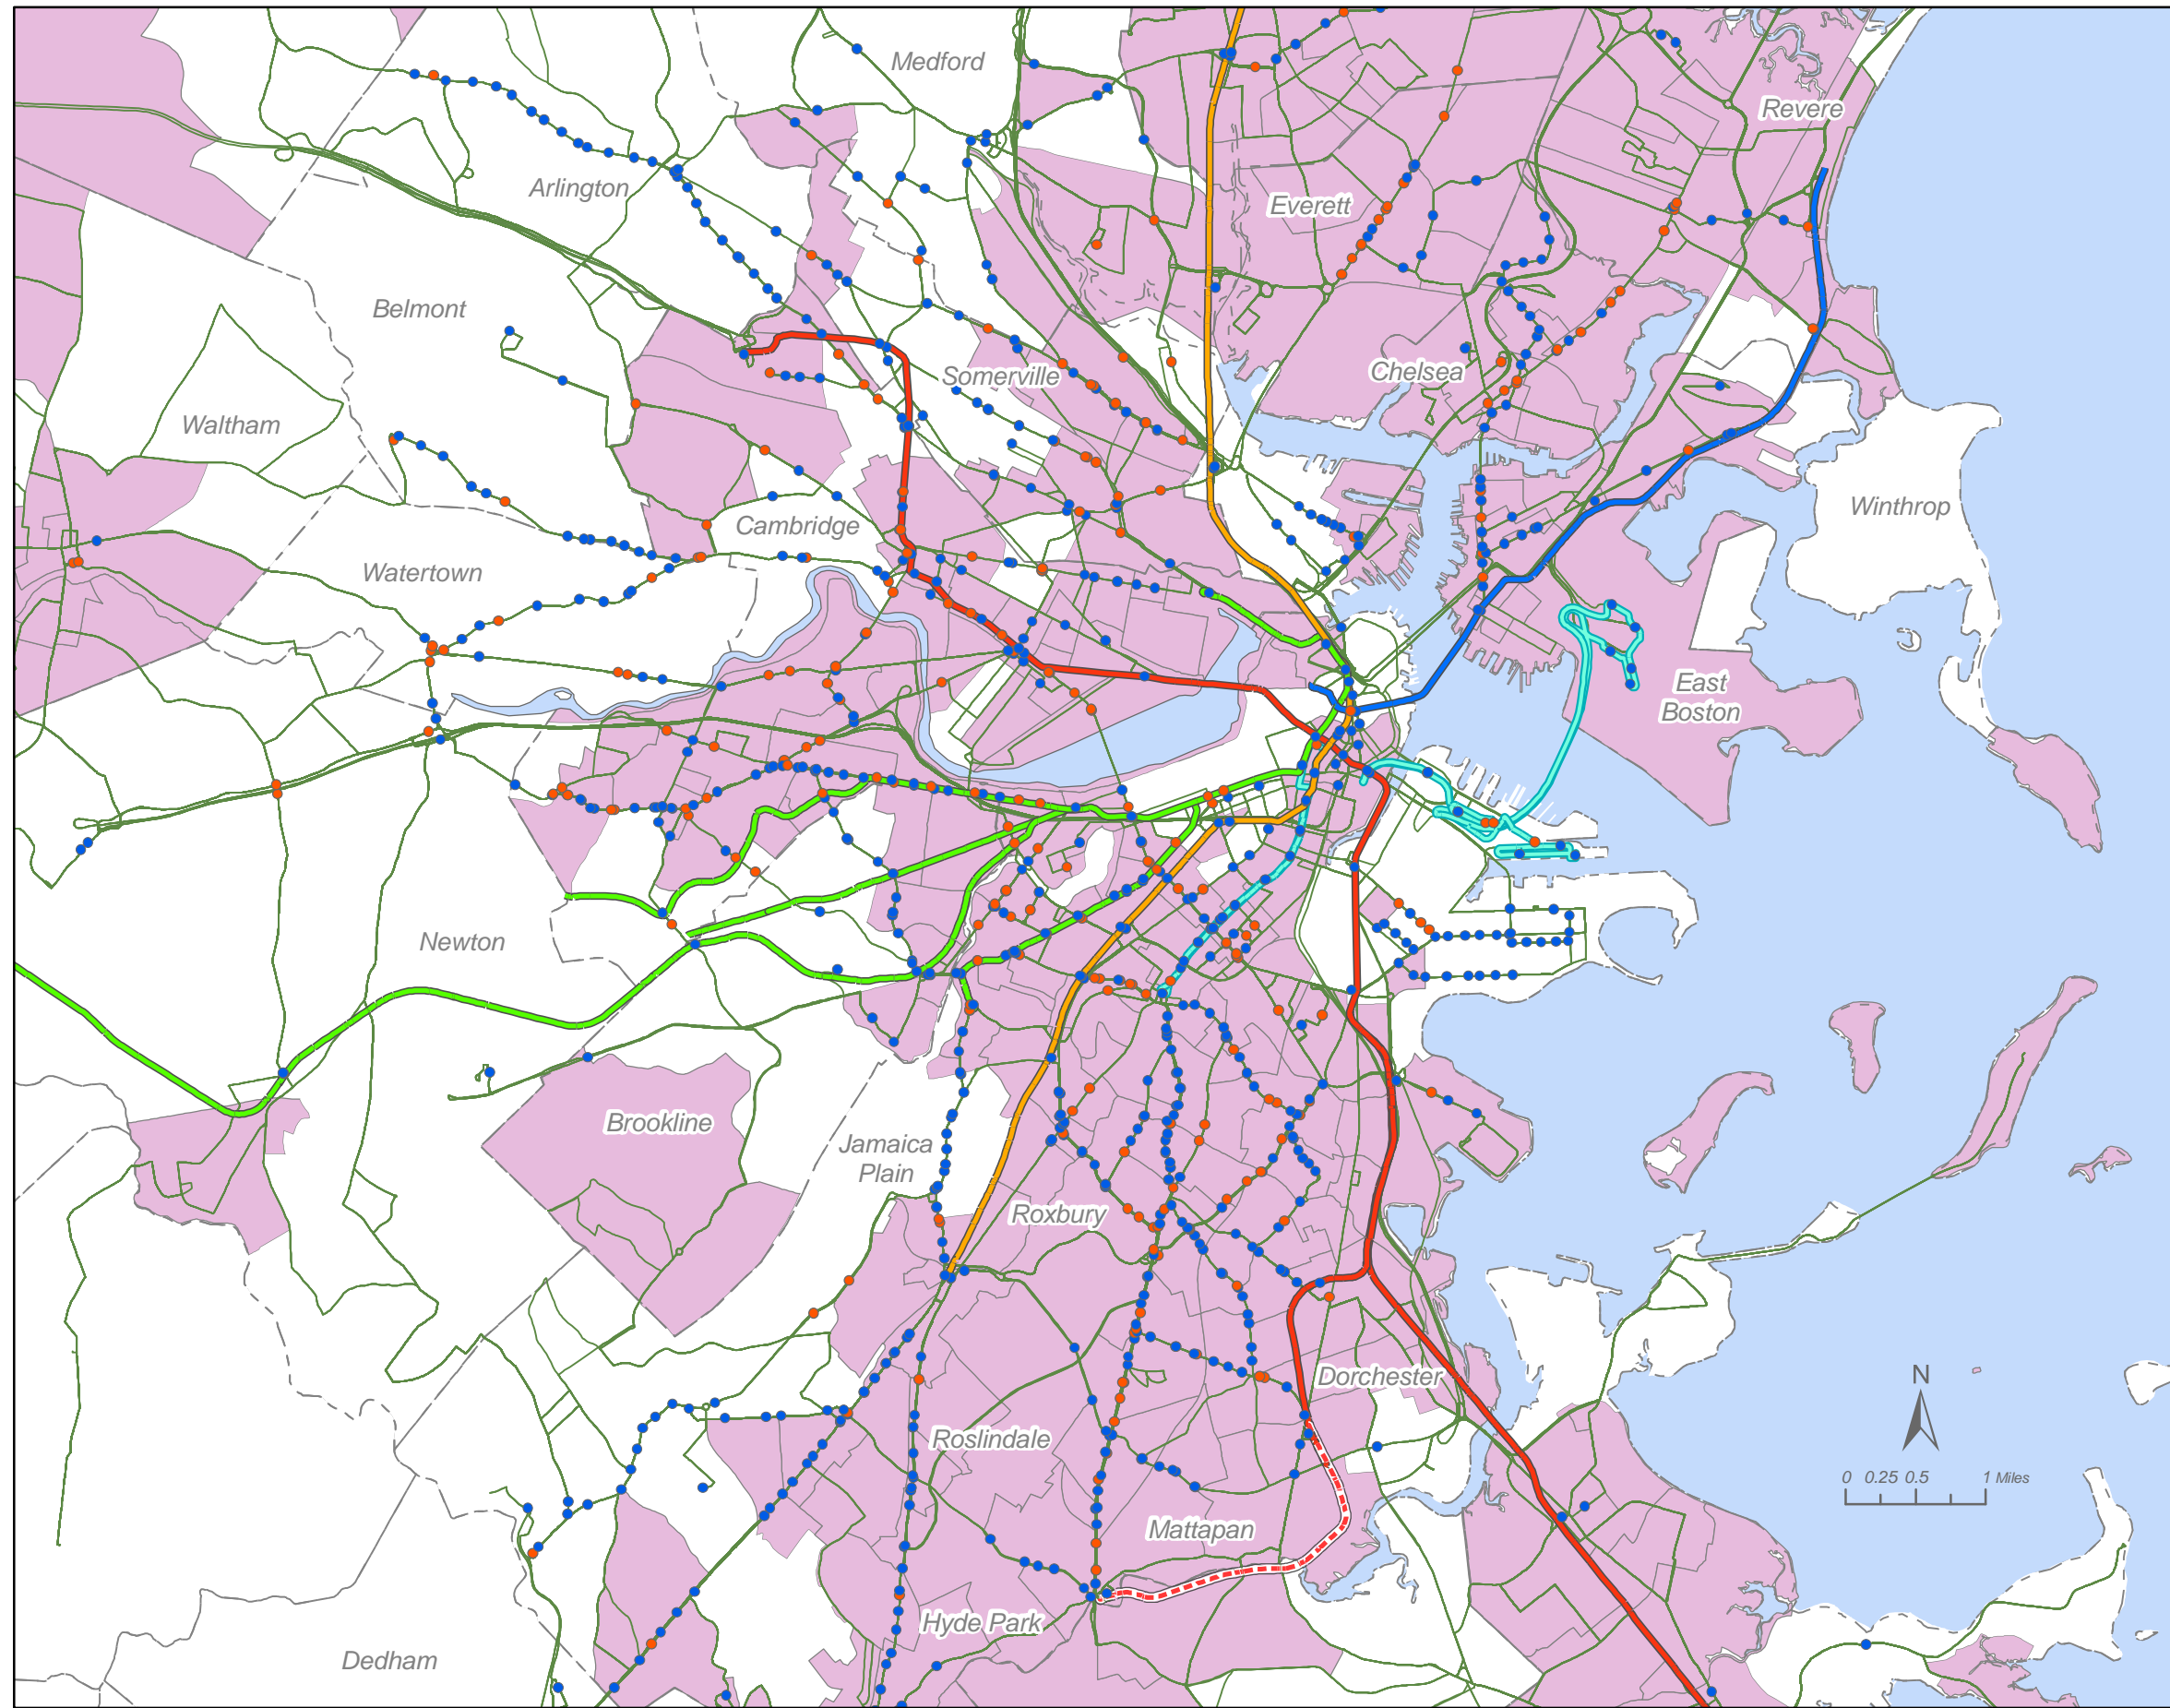 Medford
Revere
Arlington
Everett
Belmont
Somerville
Chelsea
Waltham
Winthrop
Cambridge
Watertown
East
Boston
Newton
Brookline
Jamaica
Plain
Roxbury
Dorchester
N
Roslindale
0 0.25 0.5 1 Miles
Mattapan
Hyde Park
Dedham